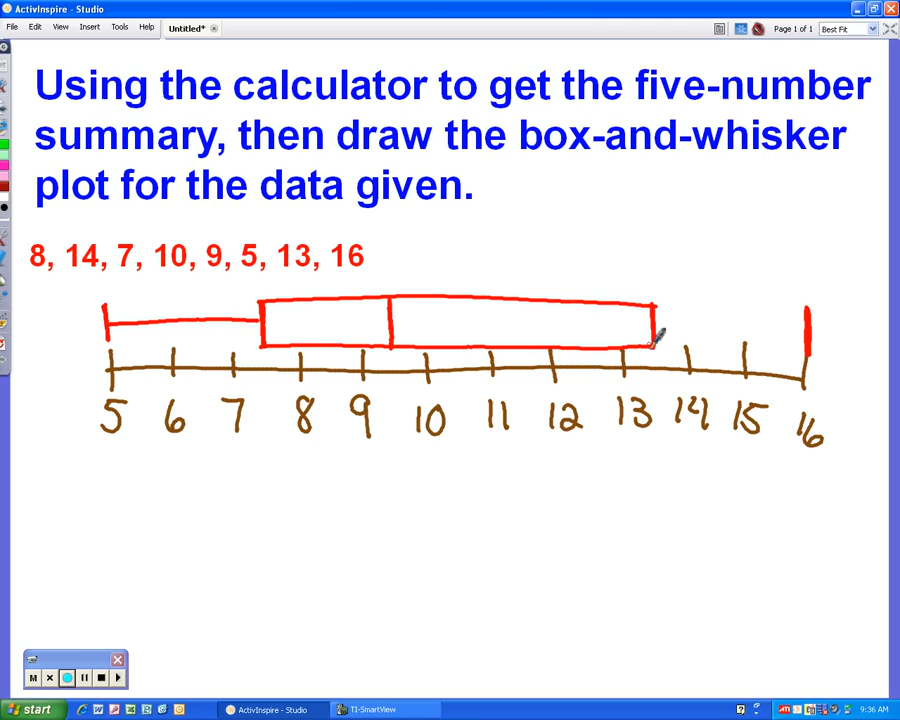 ActivInspire - Studio
File Edit View Insert Tools Help Untitled* Page 1 of 1 Best Fit
Using the calculator to get the five-number
summary, then draw the box-and-whisker
plot for the data given.
8, 14, 7, 10, 9, 5, 13, 16
5 6 7 8 9 10 11 12 13 14 15 16
M
start ActivInspire - Studio TI-SmartView 9:36 AM